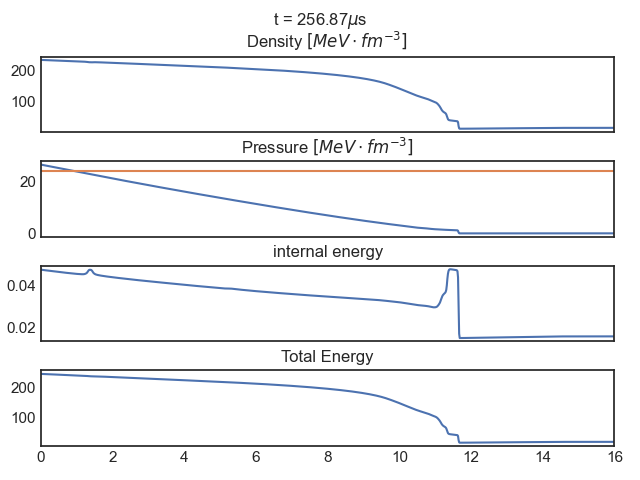 t = 256.87μs
Density [MeV · fm⁻³]
200
100
Pressure [MeV · fm⁻³]
20
0
internal energy
0.04
0.02
Total Energy
200
100
0 2 4 6 8 10 12 14 16